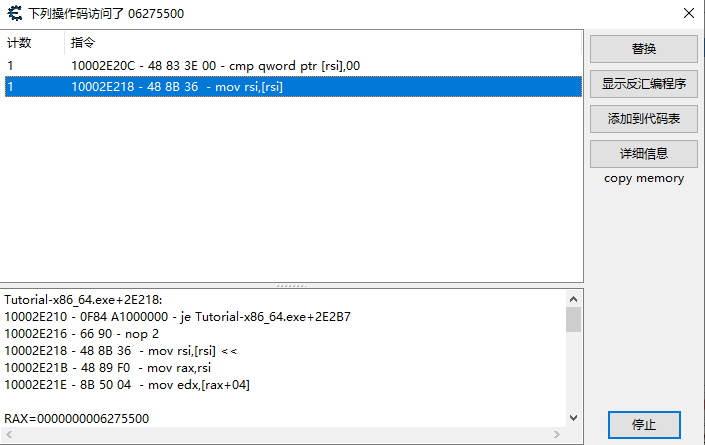 下列操作码访问了 06275500
计数 指令
1 10002E20C - 48 83 3E 00 - cmp qword ptr [rsi],00
1 10002E218 - 48 8B 36 - mov rsi,[rsi]
替换
显示反汇编程序
添加到代码表
详细信息
copy memory
Tutorial-x86_64.exe+2E218:
10002E210 - 0F84 A1000000 - je Tutorial-x86_64.exe+2E2B7
10002E216 - 66 90 - nop 2
10002E218 - 48 8B 36 - mov rsi,[rsi] <<
10002E21B - 48 89 F0 - mov rax,rsi
10002E21E - 8B 50 04 - mov edx,[rax+04]
RAX=0000000006275500
停止